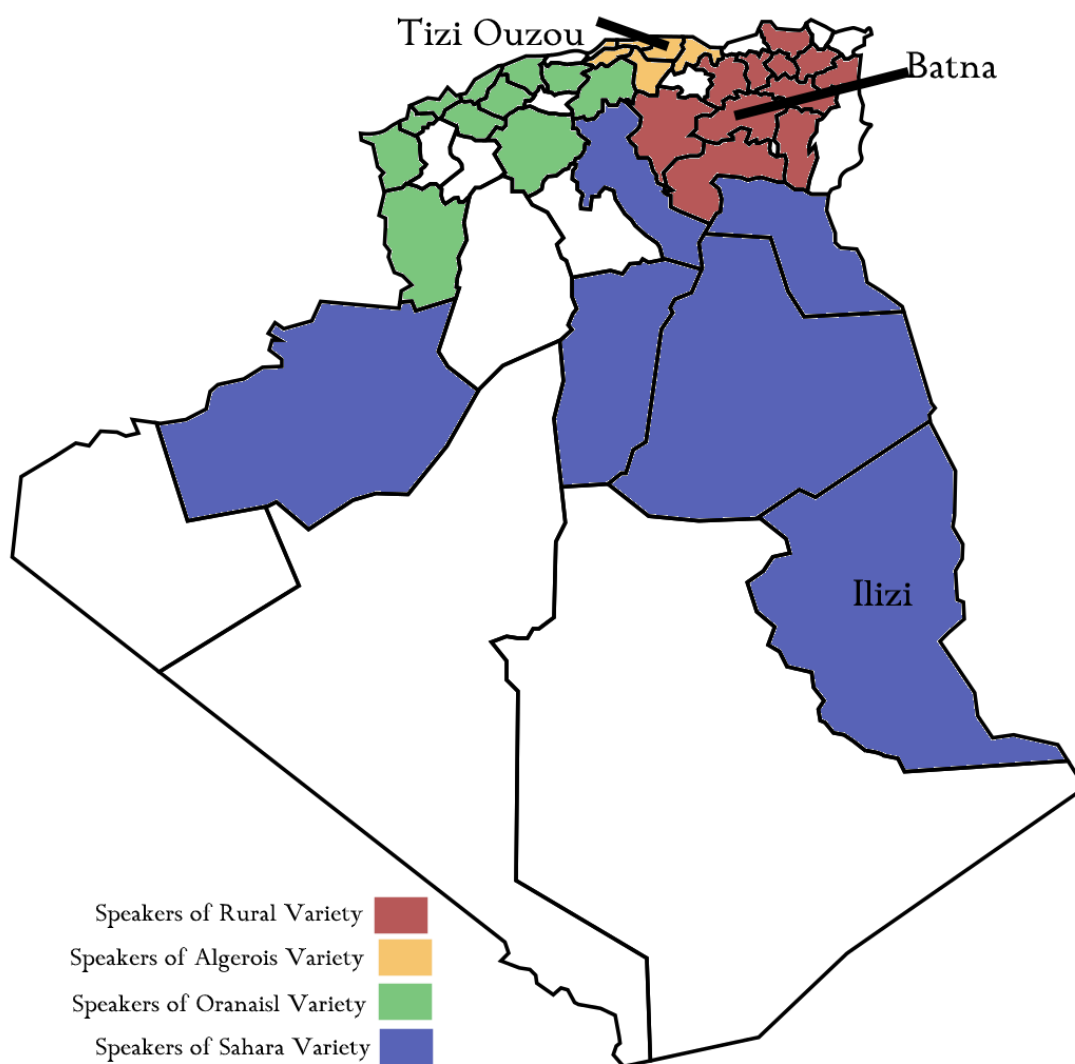 Tizi Ouzou
Batna
Ilizi
Speakers of Rural Variety
Speakers of Algerois Variety
Speakers of Oranaisl Variety
Speakers of Sahara Variety